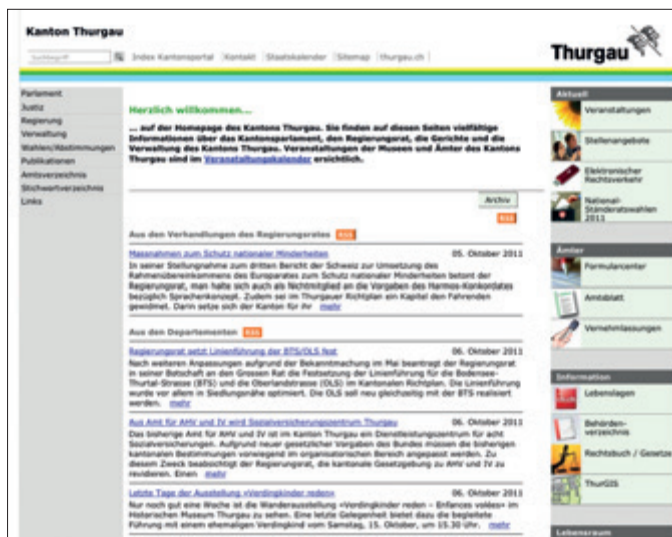 Kanton Thurgau
Suchbegriff
Index Kantonsportal | Kontakt | Staatskalender | Sitemap | thurgau.ch |
Thurgau
Parlament
Justiz
Regierung
Verwaltung
Wahlen/Abstimmungen
Publikationen
Amtsverzeichnis
Stichwortverzeichnis
Links
Herzlich willkommen...
... auf der Homepage des Kantons Thurgau. Sie finden auf diesen Seiten vielfältige
Informationen über das Kantonsparlament, den Regierungsrat, die Gerichte und die
Verwaltung des Kantons Thurgau. Veranstaltungen der Museen und Ämter des Kantons
Thurgau sind im Veranstaltungskalender ersichtlich.
Archiv
RSS
Aus den Verhandlungen des Regierungsrates RSS
Massnahmen zum Schutz nationaler Minderheiten 05. Oktober 2011
In seiner Stellungnahme zum dritten Bericht der Schweiz zur Umsetzung des
Rahmenübereinkommens des Europarates zum Schutz nationaler Minderheiten betont der
Regierungsrat, man halte sich auch als Nichtmitglied an die Vorgaben des Harmos-Konkordates
bezüglich Sprachenkonzept. Zudem sei im Thurgauer Richtplan ein Kapitel den Fahrenden
gewidmet. Darin setze sich der Kanton für ihr mehr
Aus den Departementen RSS
Regierungsrat setzt Linienführung der BTS/OLS fest 06. Oktober 2011
Nach weiteren Anpassungen aufgrund der Bekanntmachung im Mai beantragt der Regierungsrat
in seiner Botschaft an den Grossen Rat die Festsetzung der Linienführung für die Bodensee-
Thurtal-Strasse (BTS) und die Oberlandstrasse (OLS) im Kantonalen Richtplan. Die Linienführung
wurde vor allem in Siedlungsnähe optimiert. Die OLS soll neu gleichzeitig mit der BTS realisiert
werden. mehr
Aus Amt für AHV und IV wird Sozialversicherungszentrum Thurgau 06. Oktober 2011
Das bisherige Amt für AHV und IV ist im Kanton Thurgau ein Dienstleistungszentrum für acht
Sozialversicherungen. Aufgrund neuer gesetzlicher Vorgaben des Bundes müssen die bisherigen
kantonalen Bestimmungen vorwiegend im organisatorischen Bereich angepasst werden. Zu
diesem Zweck beabsichtigt der Regierungsrat, die kantonale Gesetzgebung zu AHV und IV zu
revidieren. Einen mehr
Letzte Tage der Ausstellung «Verdingkinder reden» 06. Oktober 2011
Nur noch gut eine Woche ist die Wanderausstellung «Verdingkinder reden – Enfances volées» im
Historischen Museum Thurgau zu sehen. Eine letzte Gelegenheit bietet dazu die begleitete
Führung mit einem ehemaligen Verdingkind vom Samstag, 15. Oktober, um 15.30 Uhr. mehr
Aktuell
Veranstaltungen
Stellenangebote
Elektronischer
Rechtsverkehr
National-
Ständeratswahlen
2011
Ämter
Formularcenter
Amtsblatt
Vernehmlassungen
Information
Lebenslagen
Behörden-
verzeichnis
Rechtsbuch / Gesetze
ThurGIS
Lebensraum